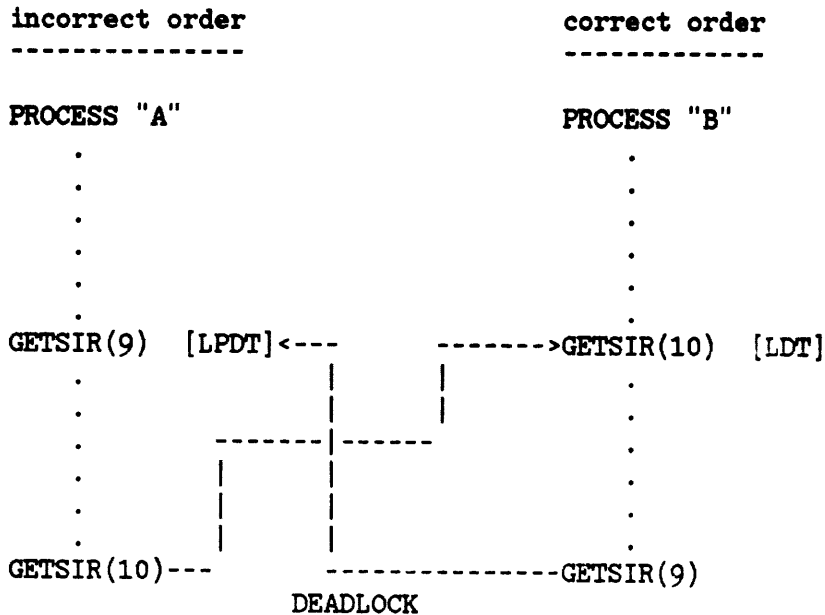 incorrect order                          correct order
---------------                          -------------
PROCESS "A"                              PROCESS "B"
GETSIR(9)  [LPDT]<---       ------->GETSIR(10)  [LDT]
GETSIR(10)---        --------------GETSIR(9)
DEADLOCK